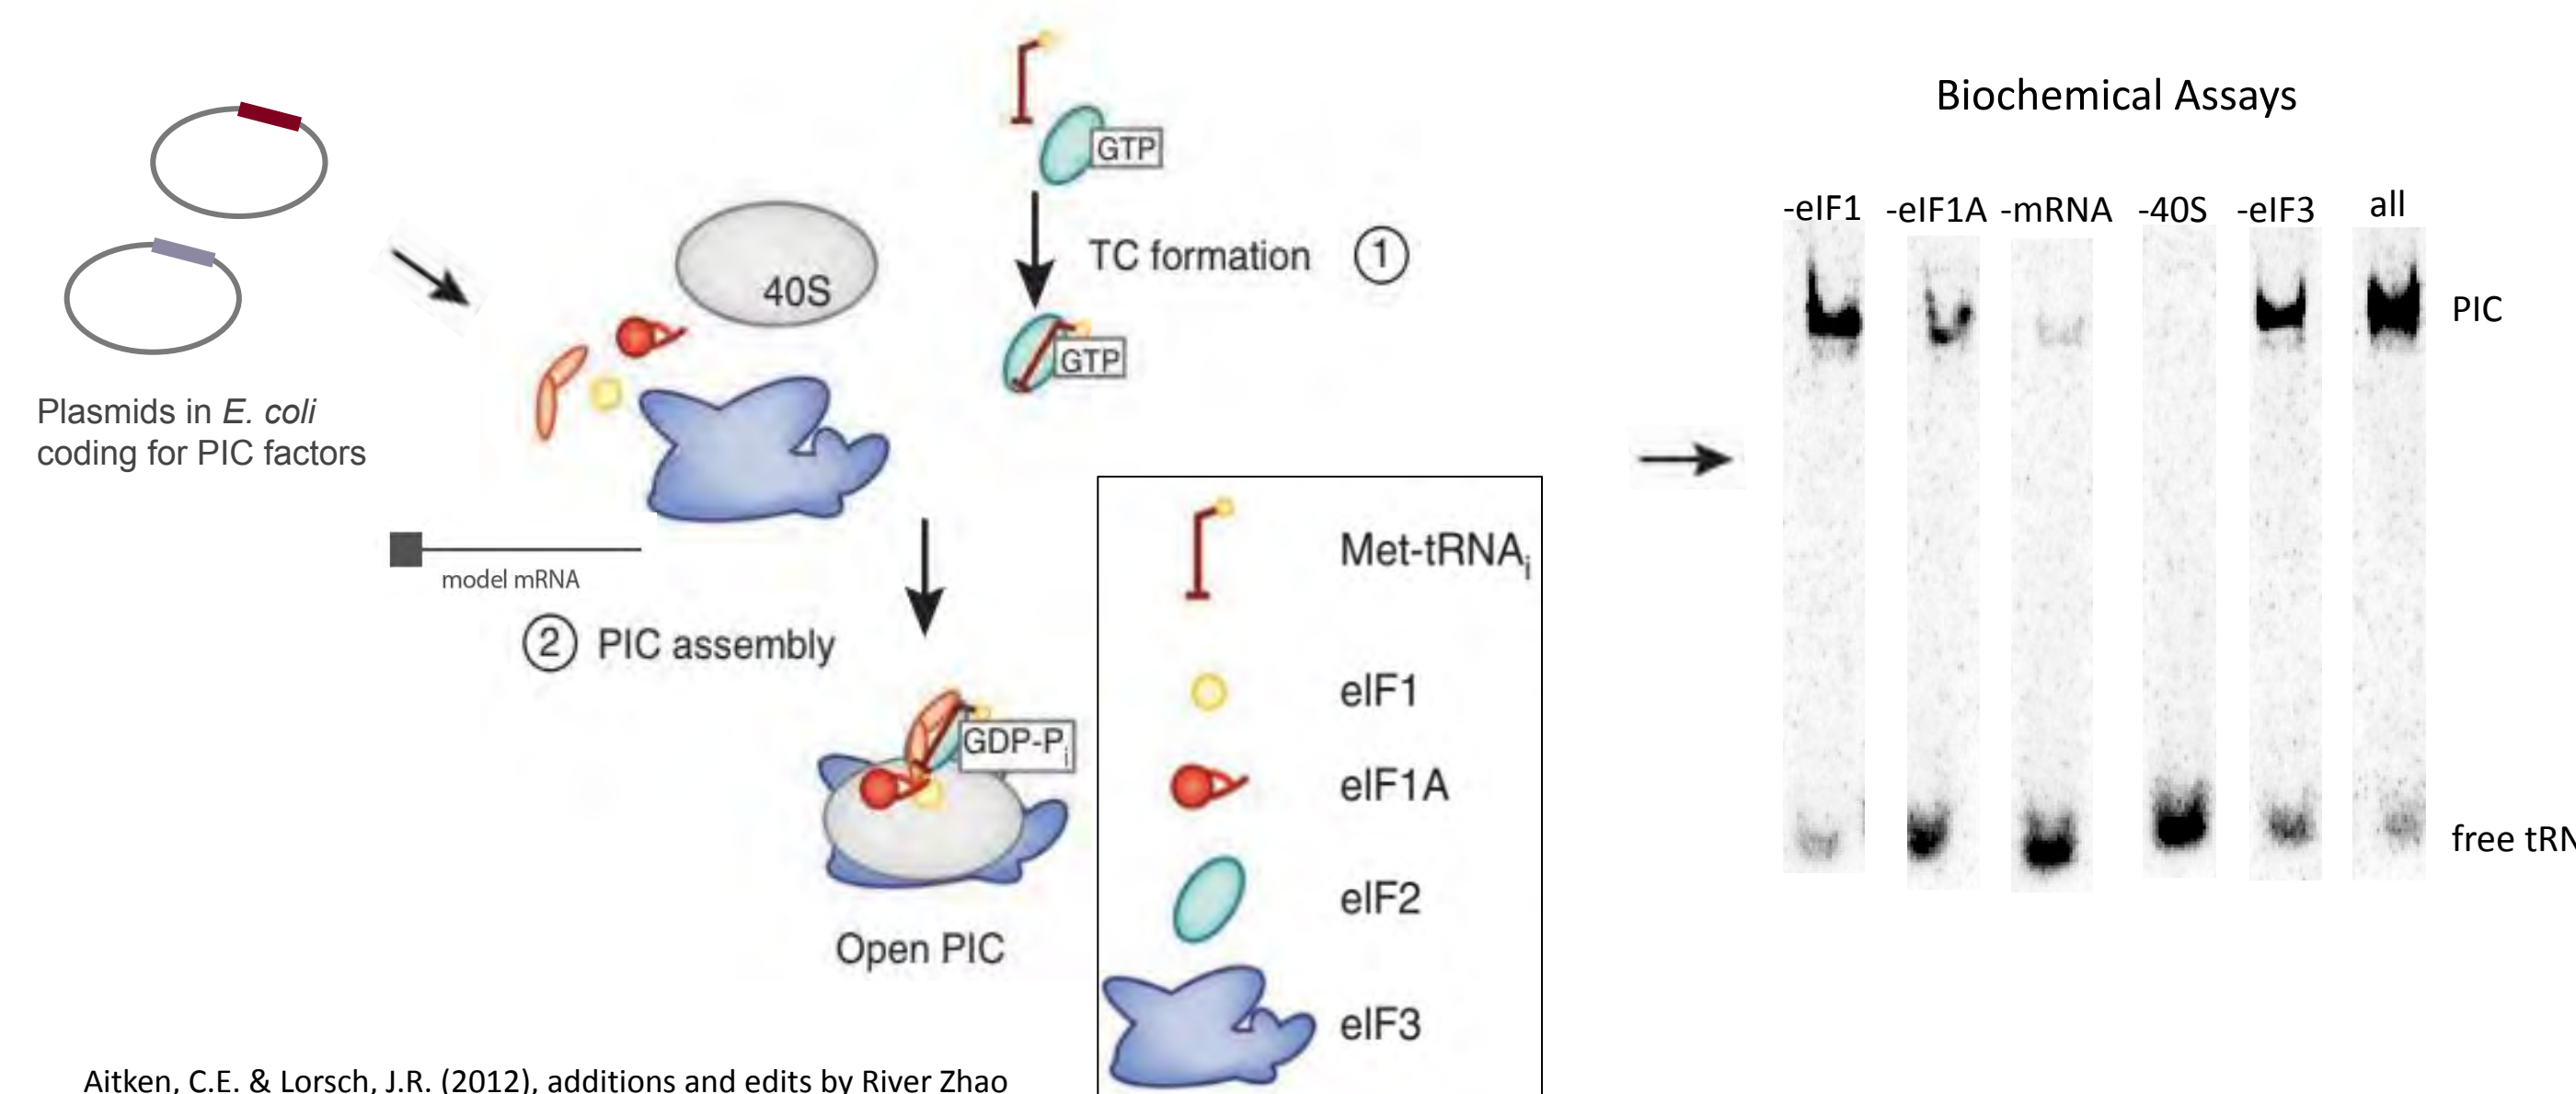 Plasmids in E. coli
coding for PIC factors
40S
GTP
TC formation 1
GTP
model mRNA
2 PIC assembly
GDP-Pi
Open PIC
Met-tRNAi
eIF1
eIF1A
eIF2
eIF3
Biochemical Assays
-eIF1 -eIF1A -mRNA -40S -eIF3 all
PIC
free tRN
Aitken, C.E. & Lorsch, J.R. (2012), additions and edits by River Zhao